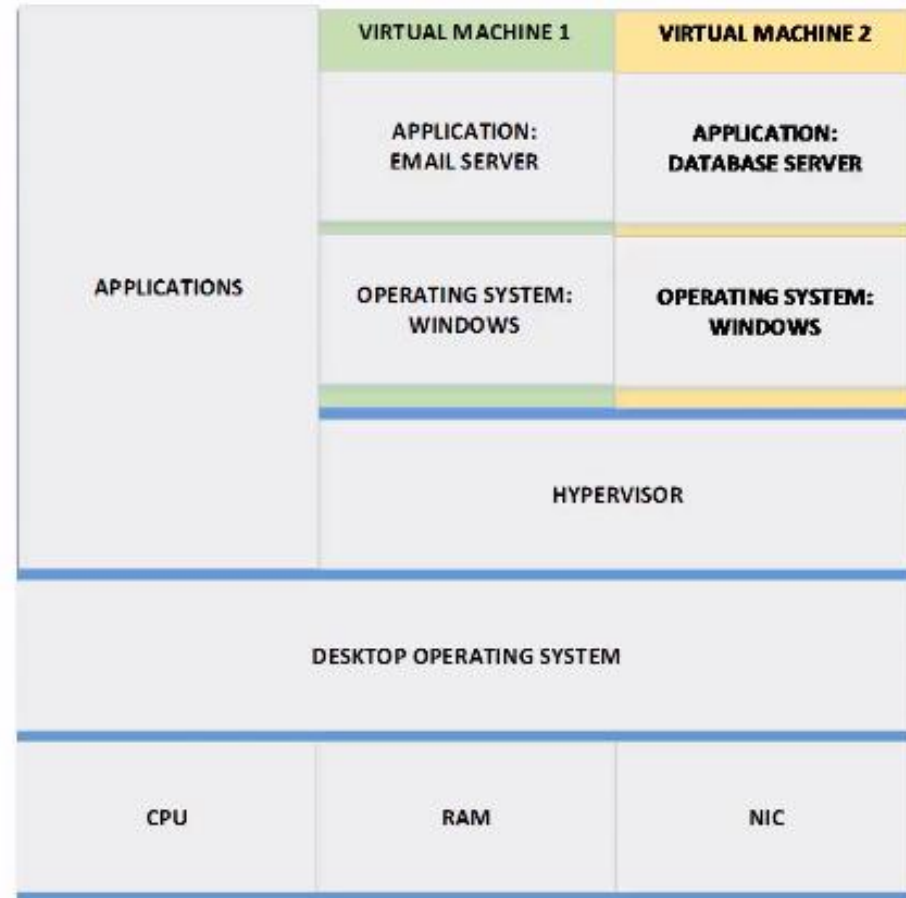 VIRTUAL MACHINE 1
VIRTUAL MACHINE 2
APPLICATION:
EMAIL SERVER
APPLICATION:
DATABASE SERVER
APPLICATIONS
OPERATING SYSTEM:
WINDOWS
OPERATING SYSTEM:
WINDOWS
HYPERVISOR
DESKTOP OPERATING SYSTEM
CPU
RAM
NIC